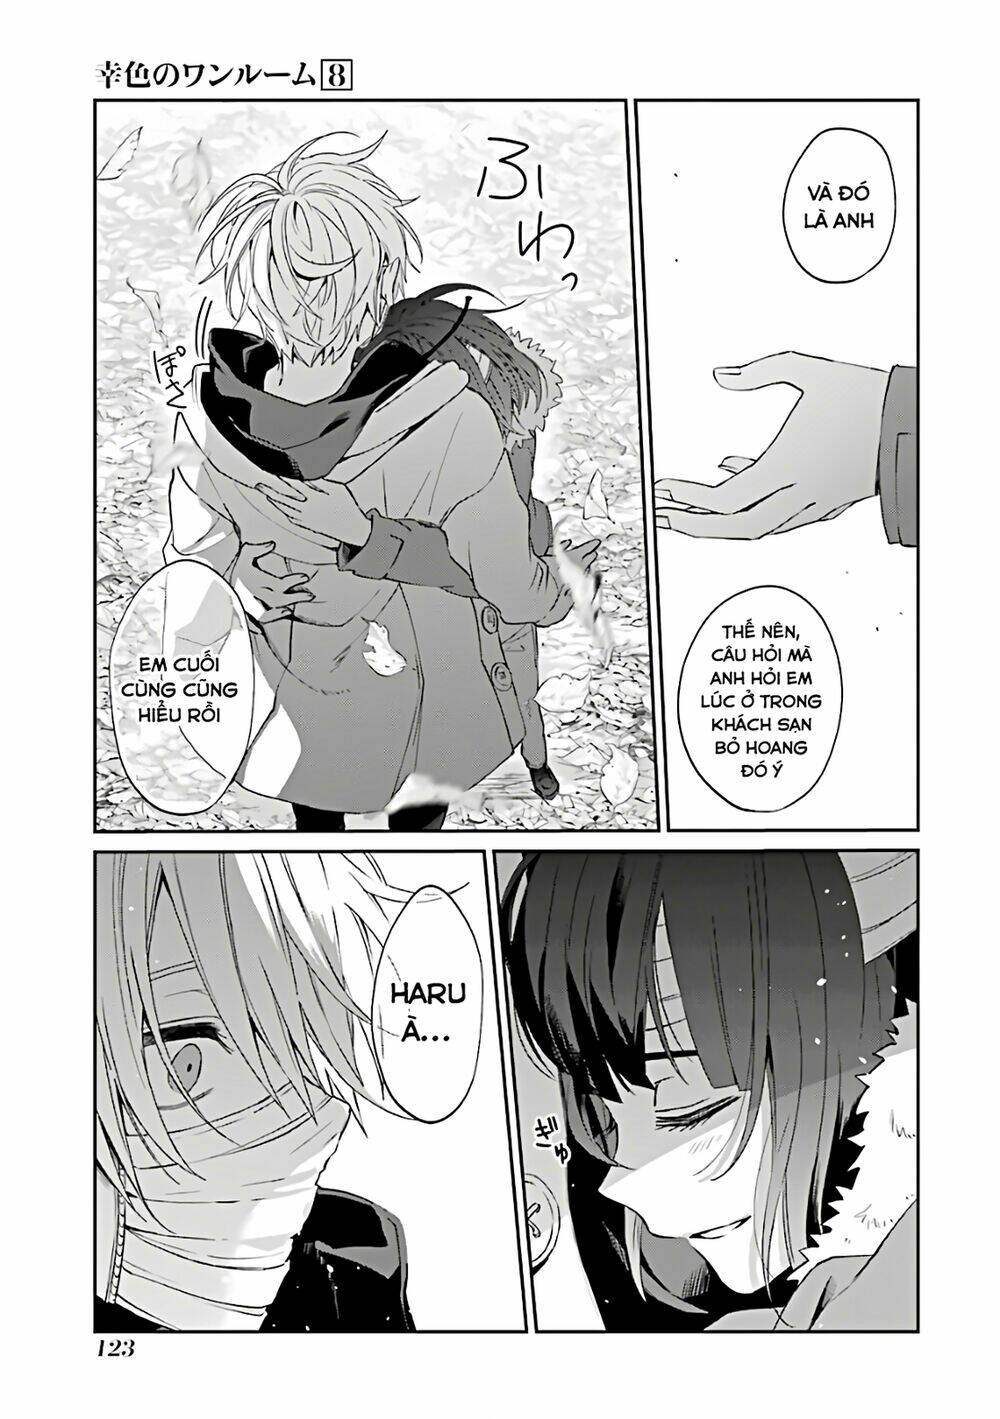 幸色のワンルーム 8
VÀ ĐÓ
LÀ ANH
THẾ NÊN,
CÂU HỎI MÀ
ANH HỎI EM
LÚC Ở TRONG
KHÁCH SẠN
BỎ HOANG
ĐÓ Ý
ふわっ
ぽさ
EM CUỐI
CÙNG CŨNG
HIỂU RỒI
ぎゅ
HARU
À...
123